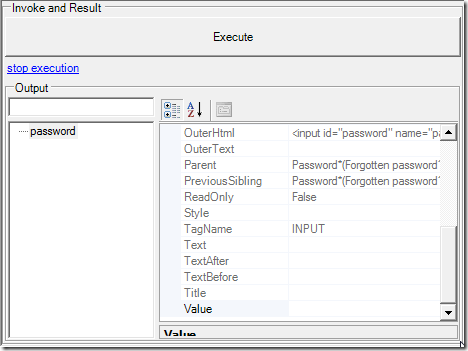 Invoke and Result
Execute
stop execution
Output
password
OuterHtml <input id="password" name="pa
OuterText
Parent Password*(Forgotten password?
PreviousSibling Password*(Forgotten password?
ReadOnly False
Style
TagName INPUT
Text
TextAfter
TextBefore
Title
Value
Value